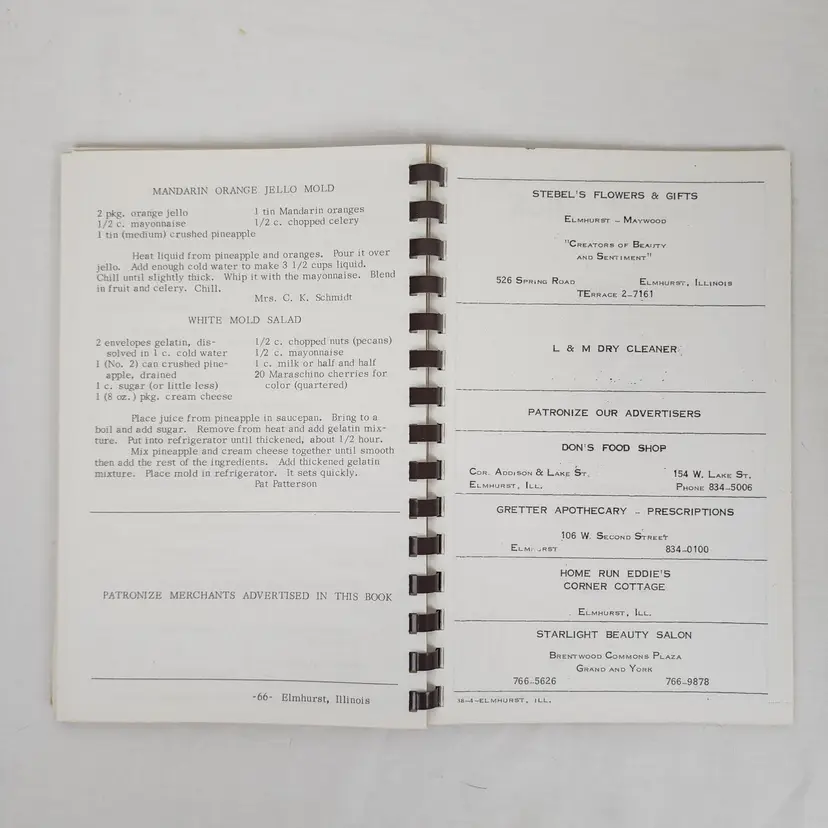 MANDARIN ORANGE JELLO MOLD
2 pkg. orange jello 1 tin Mandarin oranges
1/2 c. mayonnaise 1/2 c. chopped celery
1 tin (medium) crushed pineapple
Heat liquid from pineapple and oranges. Pour it over
jello. Add enough cold water to make 3 1/2 cups liquid.
Chill until slightly thick. Whip it with the mayonnaise. Blend
in fruit and celery. Chill.
Mrs. C. K. Schmidt
WHITE MOLD SALAD
2 envelopes gelatin, dis-
solved in 1 c. cold water
1 (No. 2) can crushed pine-
apple, drained
1 c. sugar (or little less)
1 (8 oz.) pkg. cream cheese
1/2 c. chopped nuts (pecans)
1/2 c. mayonnaise
1 c. milk or half and half
20 Maraschino cherries for
color (quartered)
Place juice from pineapple in saucepan. Bring to a
boil and add sugar. Remove from heat and add gelatin mix-
ture. Put into refrigerator until thickened, about 1/2 hour.
Mix pineapple and cream cheese together until smooth
then add the rest of the ingredients. Add thickened gelatin
mixture. Place mold in refrigerator. It sets quickly.
Pat Patterson
PATRONIZE MERCHANTS ADVERTISED IN THIS BOOK
-66- Elmhurst, Illinois
STEBEL'S FLOWERS & GIFTS
ELMHURST - MAYWOOD
"CREATORS OF BEAUTY
AND SENTIMENT"
526 SPRING ROAD ELMHURST, ILLINOIS
TERRACE 2-7161
L & M DRY CLEANER
PATRONIZE OUR ADVERTISERS
DON'S FOOD SHOP
COR. ADDISON & LAKE ST. 154 W. LAKE ST.
ELMHURST, ILL. PHONE 834-5006
GRETTER APOTHECARY - PRESCRIPTIONS
106 W. SECOND STREET
834-0100
HOME RUN EDDIE'S
CORNER COTTAGE
ELMHURST, ILL.
STARLIGHT BEAUTY SALON
BRENTWOOD COMMONS PLAZA
GRAND AND YORK
766-5626 766-9878
ELMHURST, ILL.